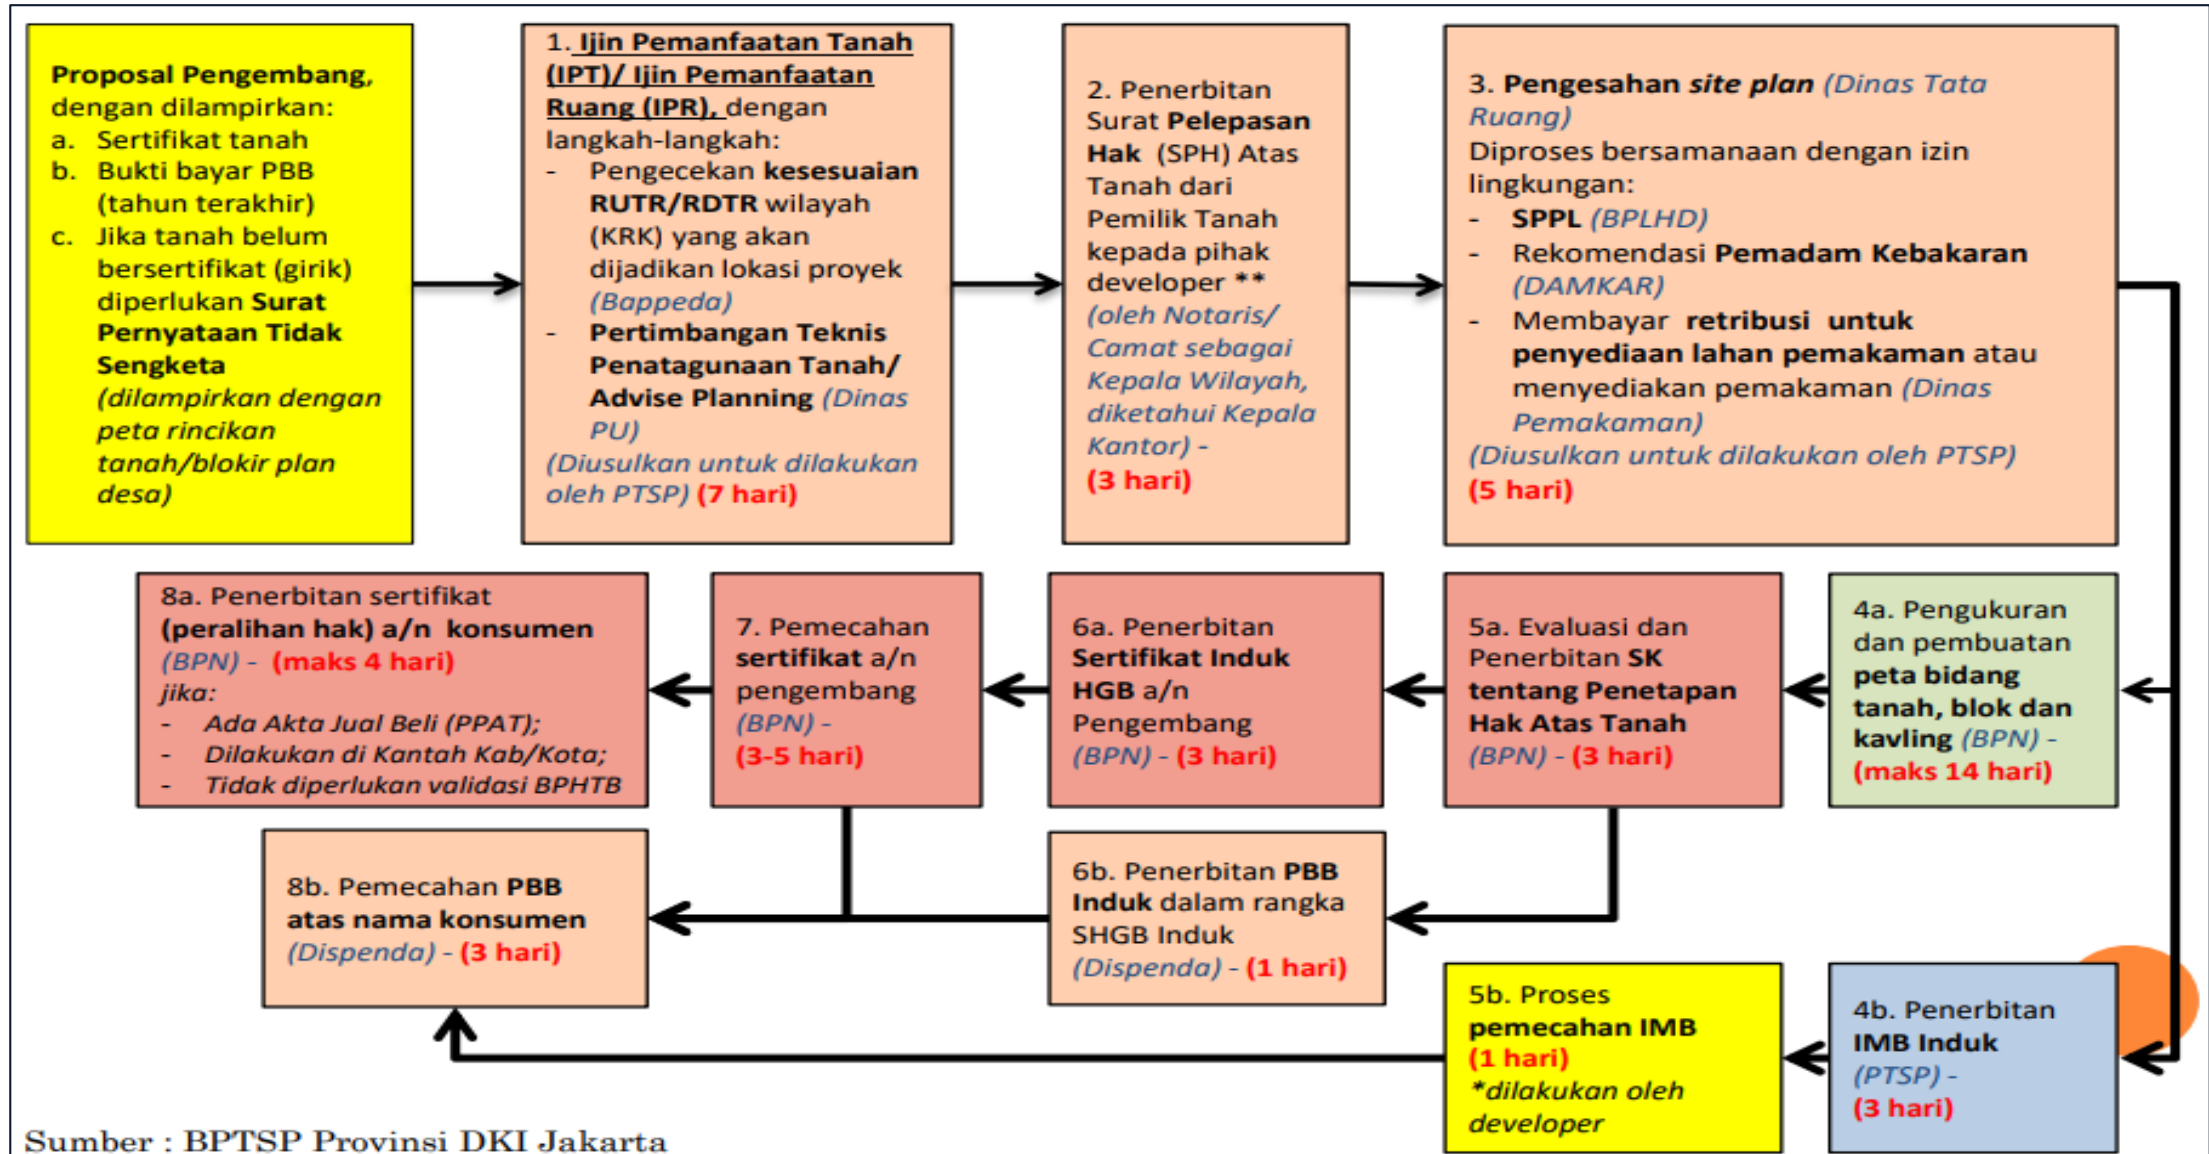 Proposal Pengembang,
dengan dilampirkan:
a. Sertifikat tanah
b. Bukti bayar PBB
(tahun terakhir)
c. Jika tanah belum
bersertifikat (girik)
diperlukan Surat
Pernyataan Tidak
Sengketa
(dilampirkan dengan
peta rincikan
tanah/blokir plan
desa)
1. Ijin Pemanfaatan Tanah
(IPT)/ Ijin Pemanfaatan
Ruang (IPR), dengan
langkah-langkah:
- Pengecekan kesesuaian
RUTR/RDTR wilayah
(KRK) yang akan
dijadikan lokasi proyek
(Bappeda)
- Pertimbangan Teknis
Penatagunaan Tanah/
Advise Planning (Dinas
PU)
(Diusulkan untuk dilakukan
oleh PTSP) (7 hari)
2. Penerbitan
Surat Pelepasan
Hak (SPH) Atas
Tanah dari
Pemilik Tanah
kepada pihak
developer **
(oleh Notaris/
Camat sebagai
Kepala Wilayah,
diketahui Kepala
Kantor) -
(3 hari)
3. Pengesahan site plan (Dinas Tata
Ruang)
Diproses bersamanaan dengan izin
lingkungan:
- SPPL (BPLHD)
- Rekomendasi Pemadam Kebakaran
(DAMKAR)
- Membayar retribusi untuk
penyediaan lahan pemakaman atau
menyediakan pemakaman (Dinas
Pemakaman)
(Diusulkan untuk dilakukan oleh PTSP)
(5 hari)
4a. Pengukuran
dan pembuatan
peta bidang
tanah, blok dan
kavling (BPN) -
(maks 14 hari)
5a. Evaluasi dan
Penerbitan SK
tentang Penetapan
Hak Atas Tanah
(BPN) - (3 hari)
6a. Penerbitan
Sertifikat Induk
HGB a/n
Pengembang
(BPN) - (3 hari)
7. Pemecahan
sertifikat a/n
pengembang
(BPN) -
(3-5 hari)
8a. Penerbitan sertifikat
(peralihan hak) a/n konsumen
(BPN) - (maks 4 hari)
jika:
- Ada Akta Jual Beli (PPAT);
- Dilakukan di Kantah Kab/Kota;
- Tidak diperlukan validasi BPHTB
8b. Pemecahan PBB
atas nama konsumen
(Dispenda) - (3 hari)
6b. Penerbitan PBB
Induk dalam rangka
SHGB Induk
(Dispenda) - (1 hari)
5b. Proses
pemecahan IMB
(1 hari)
*dilakukan oleh
developer
4b. Penerbitan
IMB Induk
(PTSP) -
(3 hari)
Sumber : BPTSP Provinsi DKI Jakarta